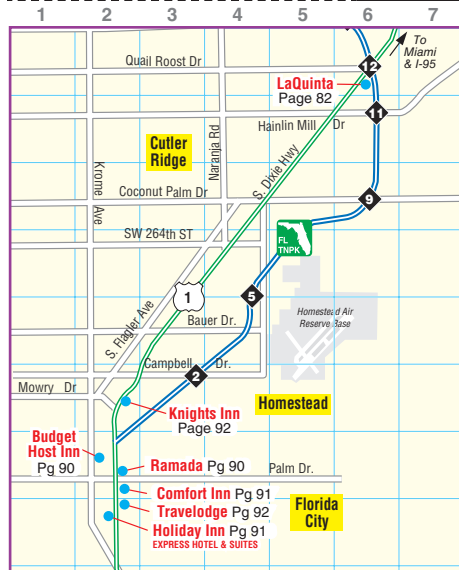 1 2 3 4 5 6 7
To
Miami
& I-95
Quail Roost Dr
12
LaQuinta
Page 82
11
Hainlin Mill Dr
Cutler
Ridge
Naranja Rd
Krome
Ave
S. Dixie Hwy
Coconut Palm Dr
9
SW 264th ST
FL
TNPK
1
5
Homestead Air
Reserve Base
S. Flagler Ave
Bauer Dr.
Campbell Dr.
2
Mowry Dr
Knights Inn
Page 92
Homestead
Budget
Host Inn
Pg 90
Ramada Pg 90
Palm Dr.
Comfort Inn Pg 91
Travelodge Pg 92
Florida
City
Holiday Inn Pg 91
EXPRESS HOTEL & SUITES